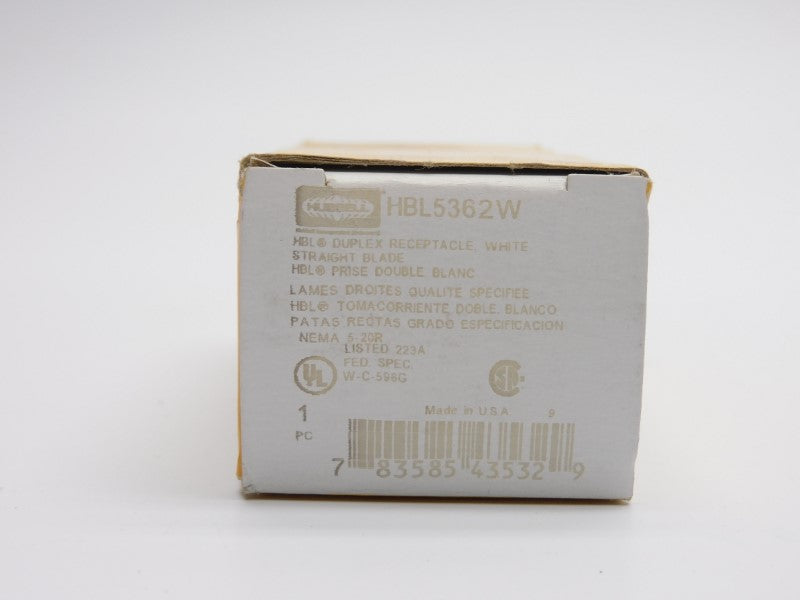 HUBBELL
HBL5362W
HBL® DUPLEX RECEPTACLE, WHITE
STRAIGHT BLADE
HBL® PRISE DOUBLE. BLANC
LAMES DROITES QUALITE SPECIFIEE
HBL® TOMACORRIENTE DOBLE. BLANCO
PATAS RECTAS GRADO ESPECIFICACION
NEMA 5-20R
LISTED 223A
FED. SPEC.
W-C-596G
UL
1
PC
Made in U.S.A
9
7 83585 43532 9